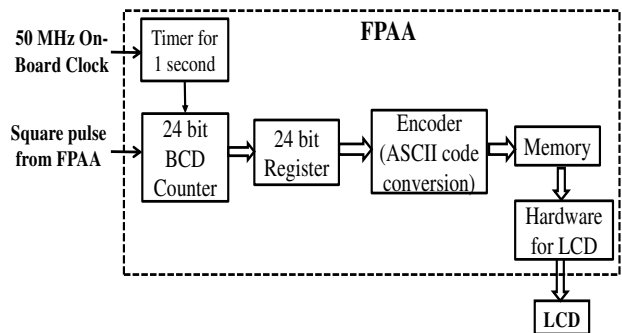 FPAA
50 MHz On-
Board Clock
Timer for
1 second
Square pulse
from FPAA
24 bit
BCD
Counter
24 bit
Register
Encoder
(ASCII code
conversion)
Memory
Hardware
for LCD
LCD